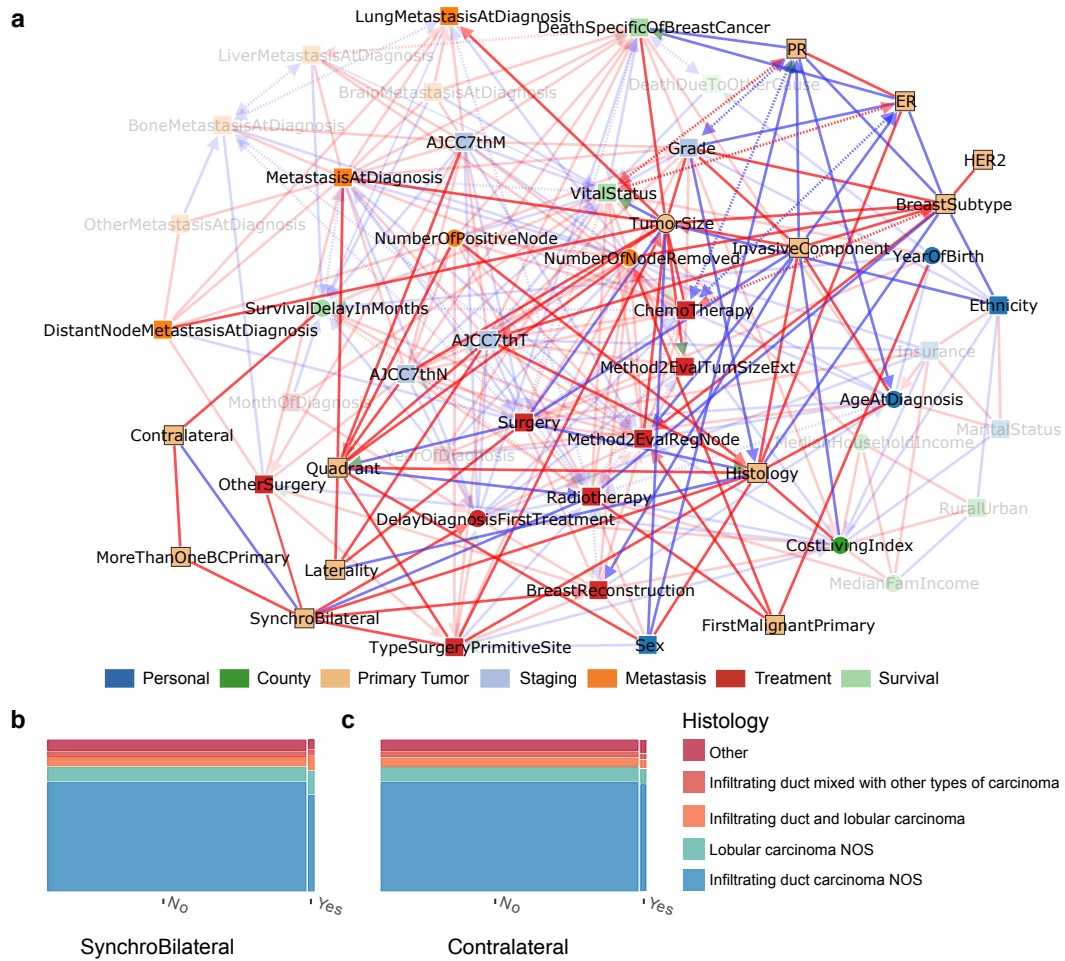 a
LungMetastasisAtDiagnosis
DeathSpecificOfBreastCancer
PR
LiverMetastasisAtDiagnosis
DeathDueToOtherCause
BrainMetastasisAtDiagnosis
ER
BoneMetastasisAtDiagnosis
AJCC7thM
Grade
HER2
MetastasisAtDiagnosis
VitalStatus
BreastSubtype
OtherMetastasisAtDiagnosis
TumorSize
NumberOfPositiveNode
InvasiveComponent
NumberOfNodeRemoved
YearOfBirth
SurvivalDelayInMonths
ChemoTherapy
Ethnicity
DistantNodeMetastasisAtDiagnosis
AJCC7thT
Insurance
Method2EvalTumSizeExt
AJCC7thN
MonthOfDiagnosis
AgeAtDiagnosis
Surgery
MaritalStatus
Contralateral
Method2EvalRegNode
MedianHouseholdIncome
YearOfDiagnosis
Quadrant
Histology
OtherSurgery
Radiotherapy
RuralUrban
DelayDiagnosisFirstTreatment
CostLivingIndex
MoreThanOneBCPrimary
Laterality
MedianFamIncome
BreastReconstruction
SynchroBilateral
FirstMalignantPrimary
TypeSurgeryPrimitiveSite
Sex
Personal County Primary Tumor Staging Metastasis Treatment Survival
b
c
Histology
Other
Infiltrating duct mixed with other types of carcinoma
Infiltrating duct and lobular carcinoma
Lobular carcinoma NOS
Infiltrating duct carcinoma NOS
No
Yes
No
Yes
SynchroBilateral
Contralateral